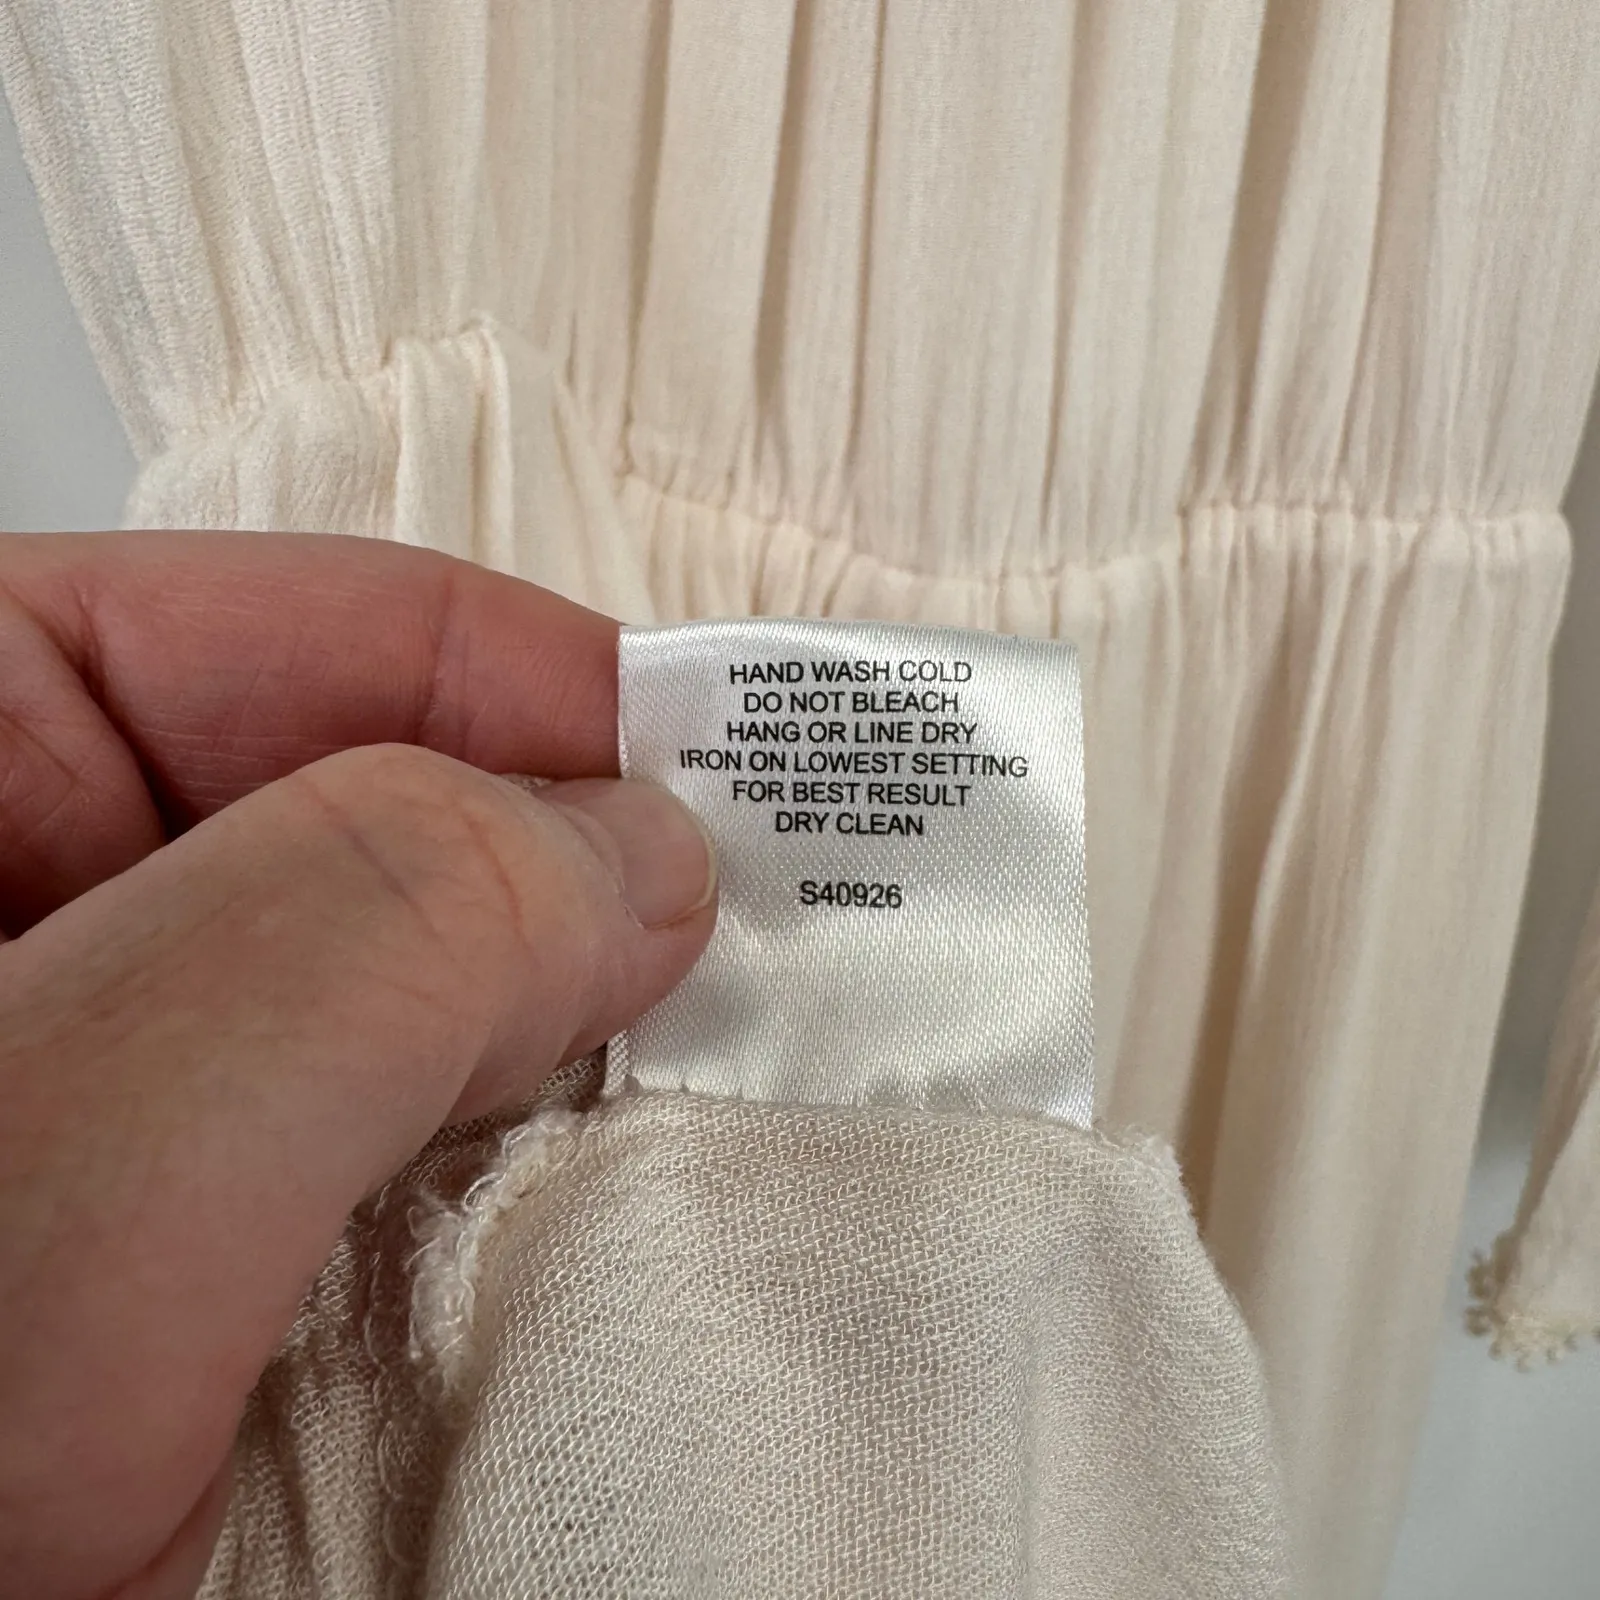 HAND WASH COLD
DO NOT BLEACH
HANG OR LINE DRY
IRON ON LOWEST SETTING
FOR BEST RESULT
DRY CLEAN
S40926